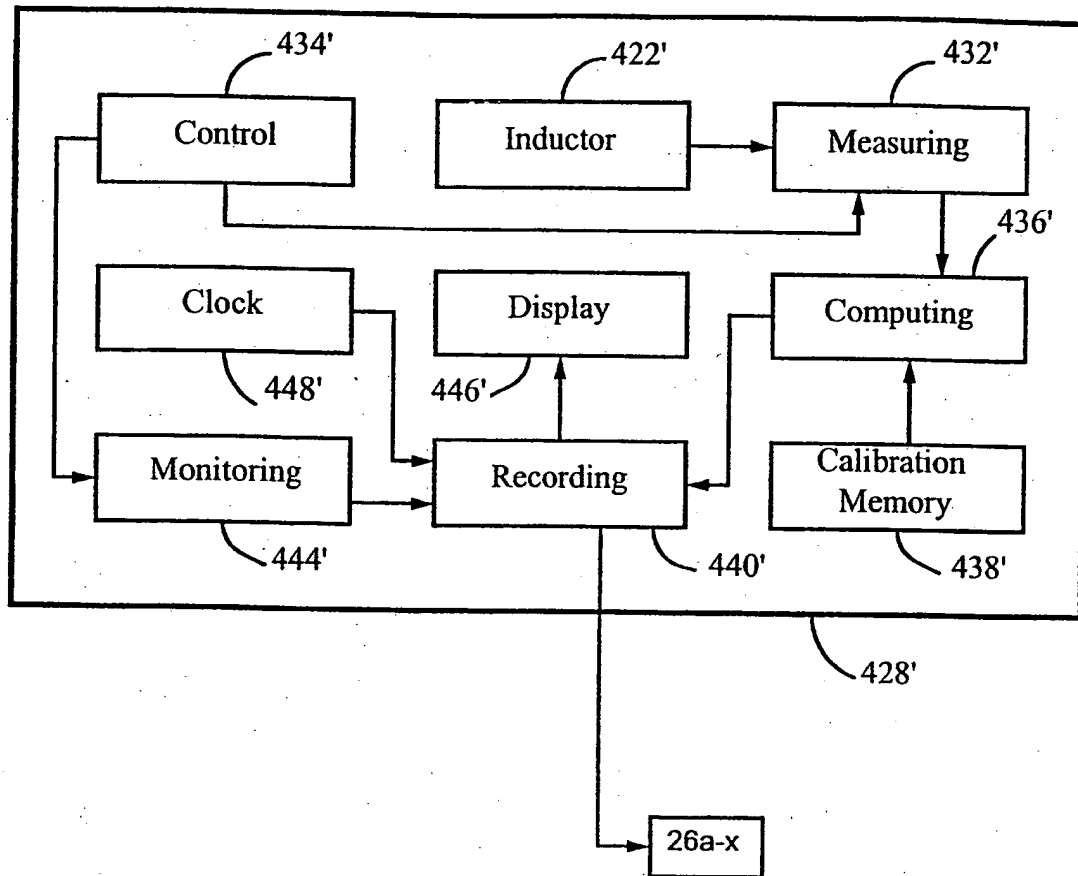 434'
422'
432'
Control
Inductor
Measuring
436'
Clock
Display
Computing
448'
446'
Monitoring
Recording
Calibration
Memory
444'
440'
438'
428'
26a-x